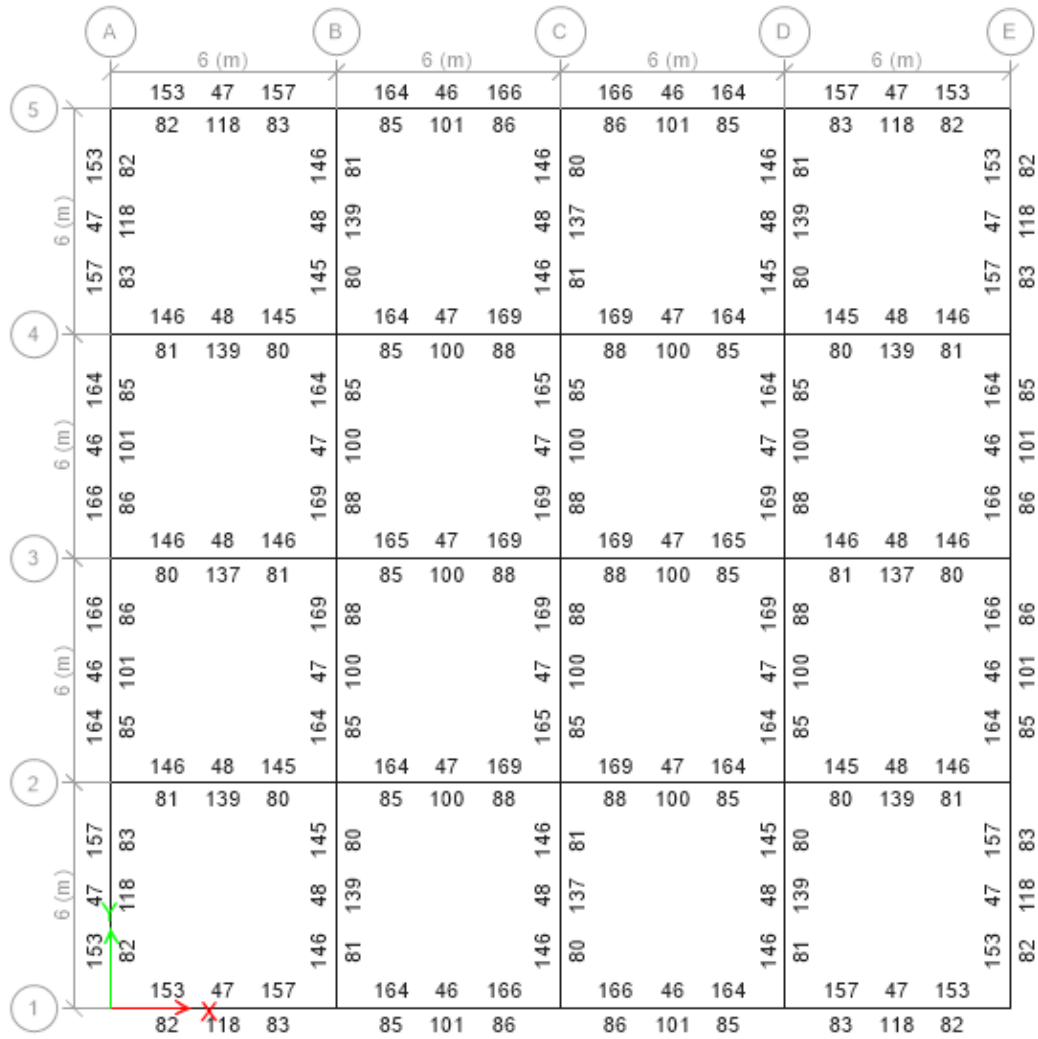 A B C D E
6 (m) 6 (m) 6 (m) 6 (m)
153 47 157 164 46 166 166 46 164 157 47 153
5
82 118 83 85 101 86 86 101 85 83 118 82
153 82 146 81 146 80 146 81 153 82
6 (m) 47 118 48 139 48 137 48 139 47 118
157 83 145 80 146 81 145 80 157 83
146 48 145 164 47 169 169 47 164 145 48 146
4
81 139 80 85 100 88 88 100 85 80 139 81
164 85 164 85 165 85 164 85 164 85
6 (m) 46 101 47 100 47 100 47 100 46 101
166 86 169 88 169 88 169 88 166 86
146 48 146 165 47 169 169 47 165 146 48 146
3
80 137 81 85 100 88 88 100 85 81 137 80
166 86 169 88 169 88 169 88 166 86
6 (m) 46 101 47 100 47 100 47 100 46 101
164 85 164 85 165 85 164 85 164 85
146 48 145 164 47 169 169 47 164 145 48 146
2
81 139 80 85 100 88 88 100 85 80 139 81
157 83 145 80 146 81 145 80 157 83
6 (m) 47 118 48 139 48 137 48 139 47 118
Y
153 82 146 81 146 80 146 81 153 82
153 47 157 164 46 166 166 46 164 157 47 153
1 X
82 118 83 85 101 86 86 101 85 83 118 82